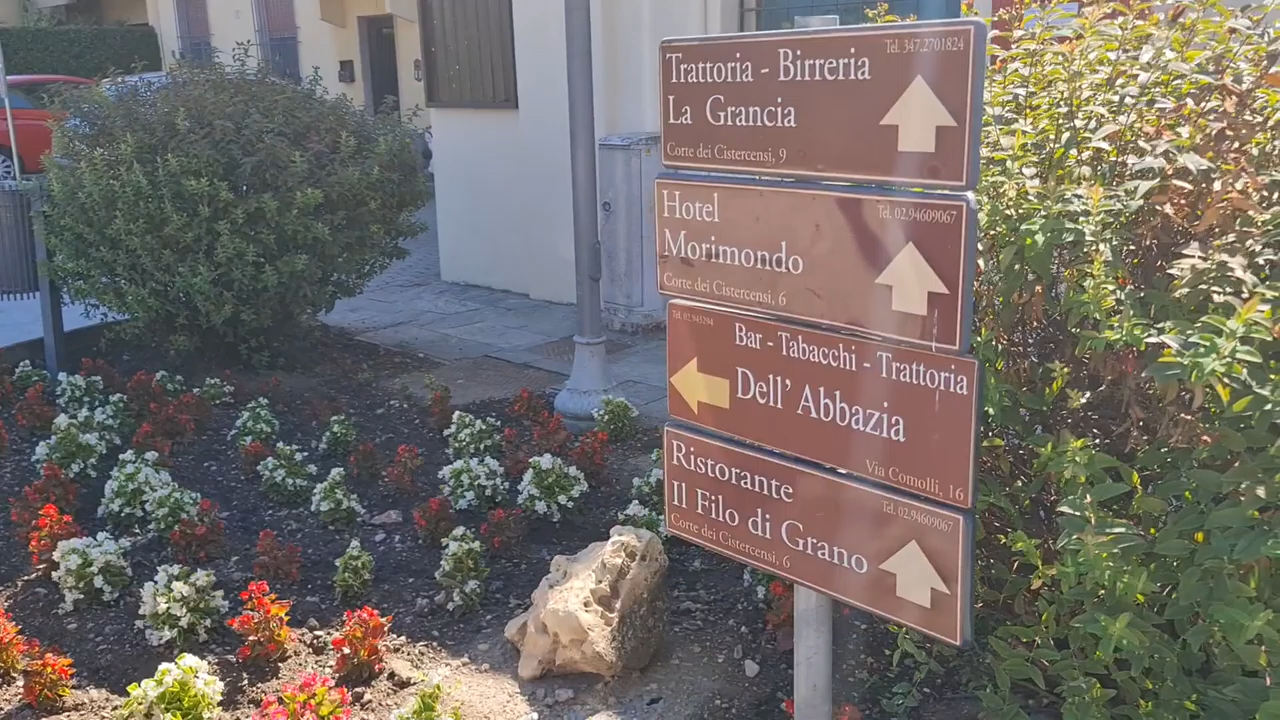 Tel. 347.2701824
Trattoria - Birreria
La Grancia
Corte dei Cistercensi, 9
Hotel
Tel. 02.94609067
Morimondo
Corte dei Cistercensi, 6
Tel. 02.945294
Bar - Tabacchi - Trattoria
Dell' Abbazia
Via Comolli, 16
Ristorante
Tel. 02.94609067
Il Filo di Grano
Corte dei Cistercensi, 6